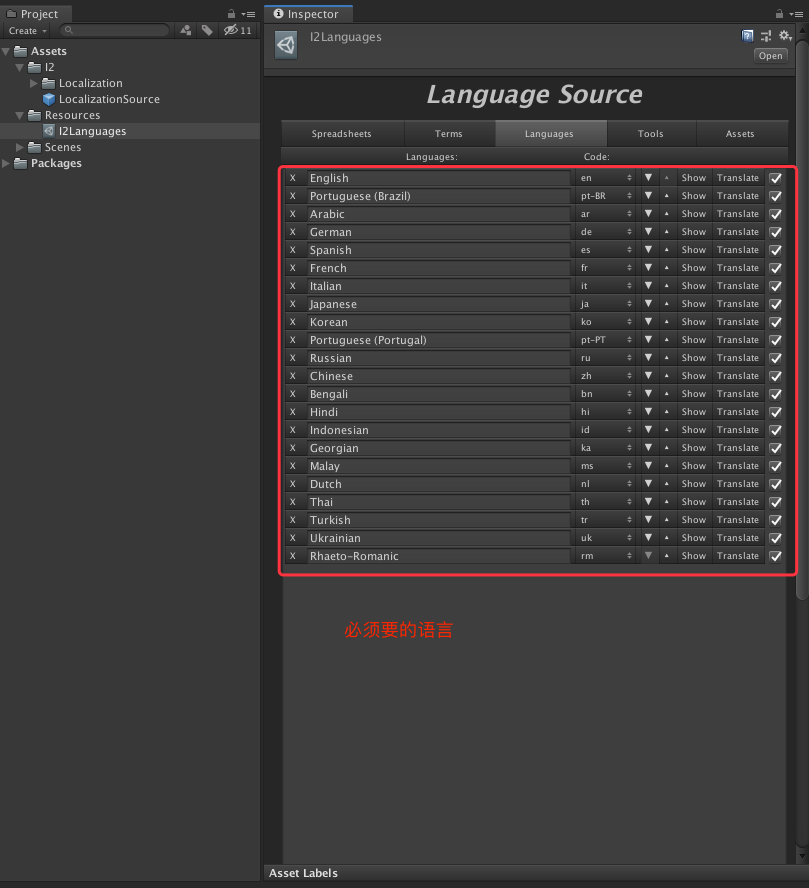 Project
Create
11
Assets
I2
Localization
LocalizationSource
Resources
I2Languages
Scenes
Packages
Inspector
I2Languages
Open
Language Source
Spreadsheets Terms Languages Tools Assets
Languages: Code:
X English en ▼ ▲ Show Translate
X Portuguese (Brazil) pt-BR ▼ ▲ Show Translate
X Arabic ar ▼ ▲ Show Translate
X German de ▼ ▲ Show Translate
X Spanish es ▼ ▲ Show Translate
X French fr ▼ ▲ Show Translate
X Italian it ▼ ▲ Show Translate
X Japanese ja ▼ ▲ Show Translate
X Korean ko ▼ ▲ Show Translate
X Portuguese (Portugal) pt-PT ▼ ▲ Show Translate
X Russian ru ▼ ▲ Show Translate
X Chinese zh ▼ ▲ Show Translate
X Bengali bn ▼ ▲ Show Translate
X Hindi hi ▼ ▲ Show Translate
X Indonesian id ▼ ▲ Show Translate
X Georgian ka ▼ ▲ Show Translate
X Malay ms ▼ ▲ Show Translate
X Dutch nl ▼ ▲ Show Translate
X Thai th ▼ ▲ Show Translate
X Turkish tr ▼ ▲ Show Translate
X Ukrainian uk ▼ ▲ Show Translate
X Rhaeto-Romanic rm ▼ ▲ Show Translate
必须要的语言
Asset Labels